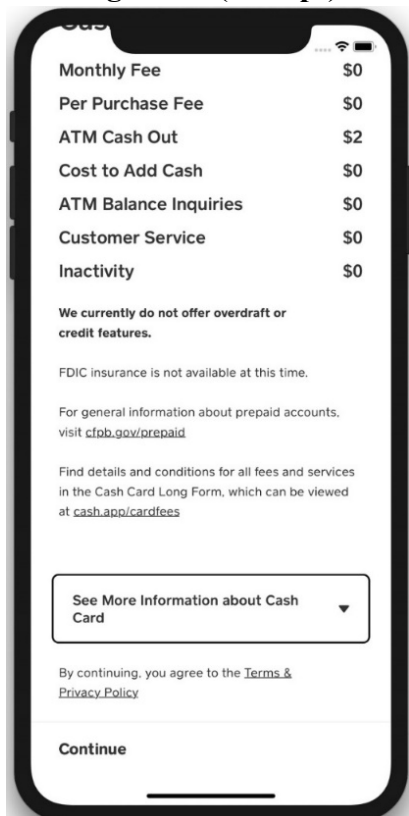 Monthly Fee $0
Per Purchase Fee $0
ATM Cash Out $2
Cost to Add Cash $0
ATM Balance Inquiries $0
Customer Service $0
Inactivity $0
We currently do not offer overdraft or
credit features.
FDIC insurance is not available at this time.
For general information about prepaid accounts,
visit cfpb.gov/prepaid
Find details and conditions for all fees and services
in the Cash Card Long Form, which can be viewed
at cash.app/cardfees
See More Information about Cash
Card
By continuing, you agree to the Terms &
Privacy Policy
Continue